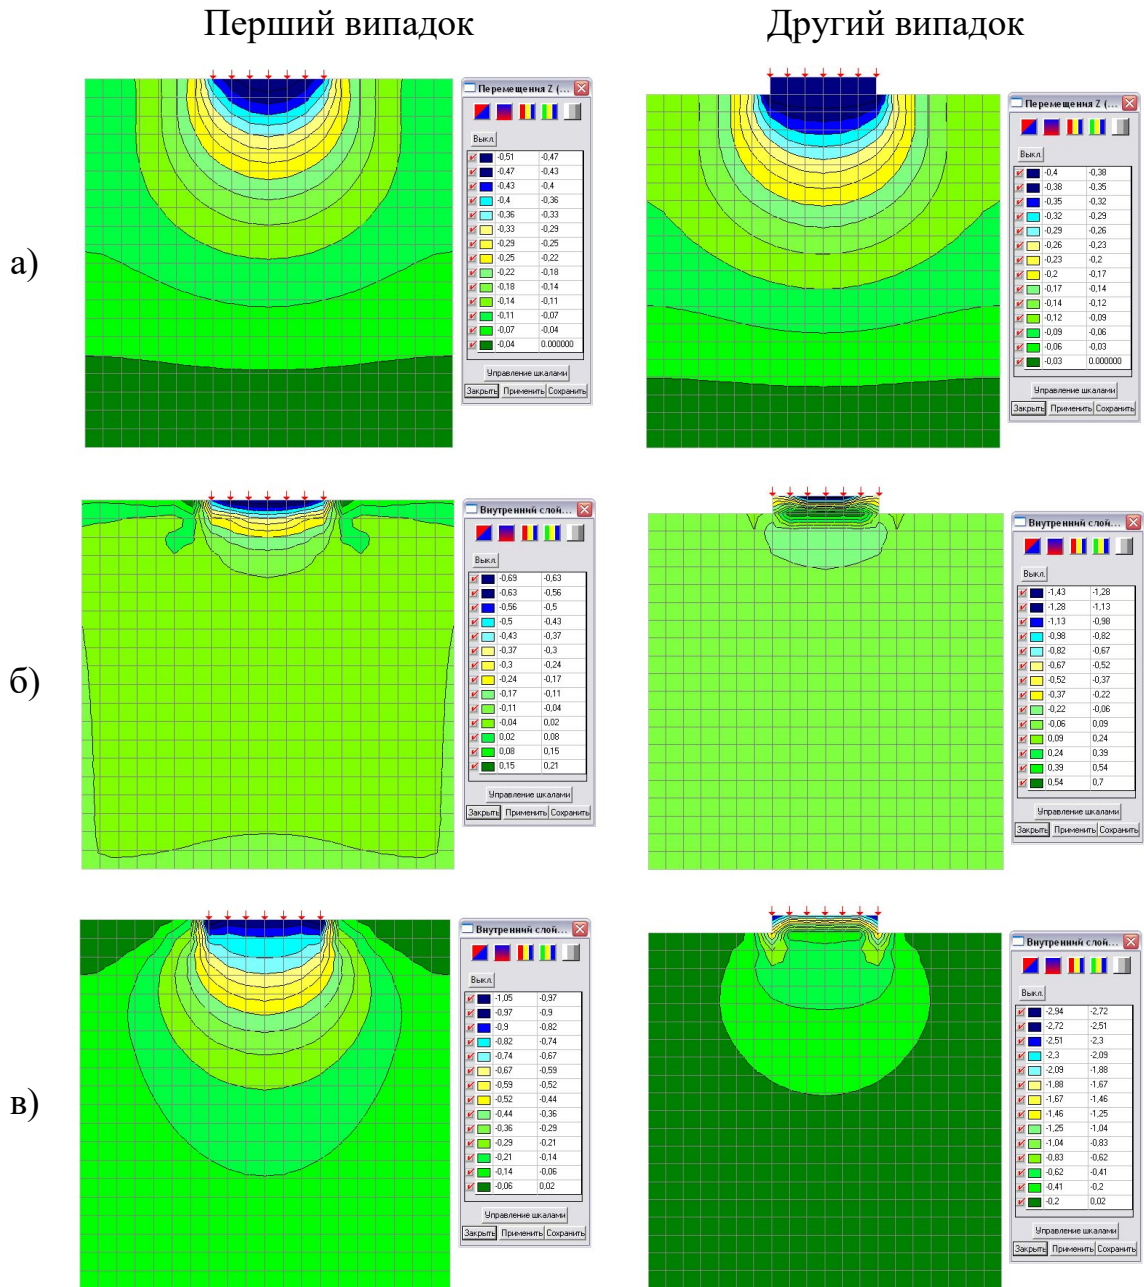 Перший випадок
Другий випадок
а)
Перемещения Z (...
Выкл.
-0,51 -0,47
-0,47 -0,43
-0,43 -0,4
-0,4 -0,36
-0,36 -0,33
-0,33 -0,29
-0,29 -0,25
-0,25 -0,22
-0,22 -0,18
-0,18 -0,14
-0,14 -0,11
-0,11 -0,07
-0,07 -0,04
-0,04 0.000000
Управление шкалами
Закрыть Применить Сохранить
Перемещения Z (...
Выкл.
-0,4 -0,38
-0,38 -0,35
-0,35 -0,32
-0,32 -0,29
-0,29 -0,26
-0,26 -0,23
-0,23 -0,2
-0,2 -0,17
-0,17 -0,14
-0,14 -0,12
-0,12 -0,09
-0,09 -0,06
-0,06 -0,03
-0,03 0.000000
Управление шкалами
Закрыть Применить Сохранить
б)
Внутренний слой...
Выкл.
-0,69 -0,63
-0,63 -0,56
-0,56 -0,5
-0,5 -0,43
-0,43 -0,37
-0,37 -0,3
-0,3 -0,24
-0,24 -0,17
-0,17 -0,11
-0,11 -0,04
-0,04 0,02
0,02 0,08
0,08 0,15
0,15 0,21
Управление шкалами
Закрыть Применить Сохранить
Внутренний слой...
Выкл.
-1,43 -1,28
-1,28 -1,13
-1,13 -0,98
-0,98 -0,82
-0,82 -0,67
-0,67 -0,52
-0,52 -0,37
-0,37 -0,22
-0,22 -0,06
-0,06 0,09
0,09 0,24
0,24 0,39
0,39 0,54
0,54 0,7
Управление шкалами
Закрыть Применить Сохранить
в)
Внутренний слой...
Выкл.
-1,05 -0,97
-0,97 -0,9
-0,9 -0,82
-0,82 -0,74
-0,74 -0,67
-0,67 -0,59
-0,59 -0,52
-0,52 -0,44
-0,44 -0,36
-0,36 -0,29
-0,29 -0,21
-0,21 -0,14
-0,14 -0,06
-0,06 0,02
Управление шкалами
Закрыть Применить Сохранить
Внутренний слой...
Выкл.
-2,94 -2,72
-2,72 -2,51
-2,51 -2,3
-2,3 -2,09
-2,09 -1,88
-1,88 -1,67
-1,67 -1,46
-1,46 -1,25
-1,25 -1,04
-1,04 -0,83
-0,83 -0,62
-0,62 -0,41
-0,41 -0,2
-0,2 0,02
Управление шкалами
Закрыть Применить Сохранить